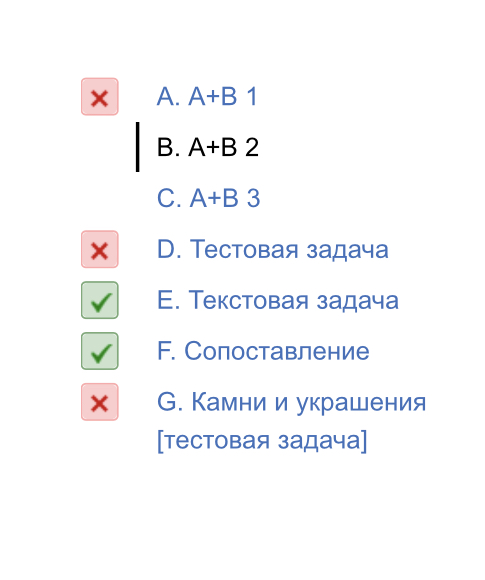 A. A+B 1
B. A+B 2
C. A+B 3
D. Тестовая задача
E. Текстовая задача
F. Сопоставление
G. Камни и украшения
[тестовая задача]